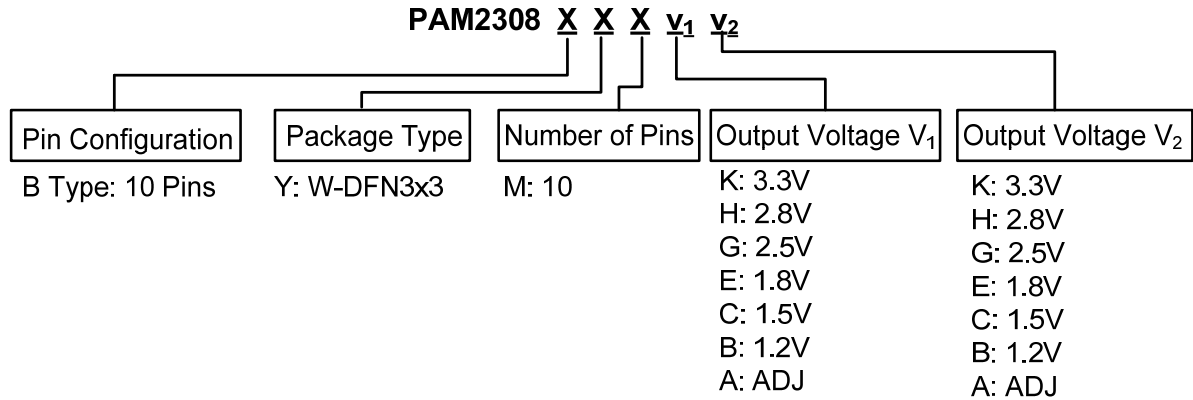 PAM2308 X X X v1 v2
Pin Configuration
B Type: 10 Pins
Package Type
Y: W-DFN3x3
Number of Pins
M: 10
Output Voltage V1
K: 3.3V
H: 2.8V
G: 2.5V
E: 1.8V
C: 1.5V
B: 1.2V
A: ADJ
Output Voltage V2
K: 3.3V
H: 2.8V
G: 2.5V
E: 1.8V
C: 1.5V
B: 1.2V
A: ADJ